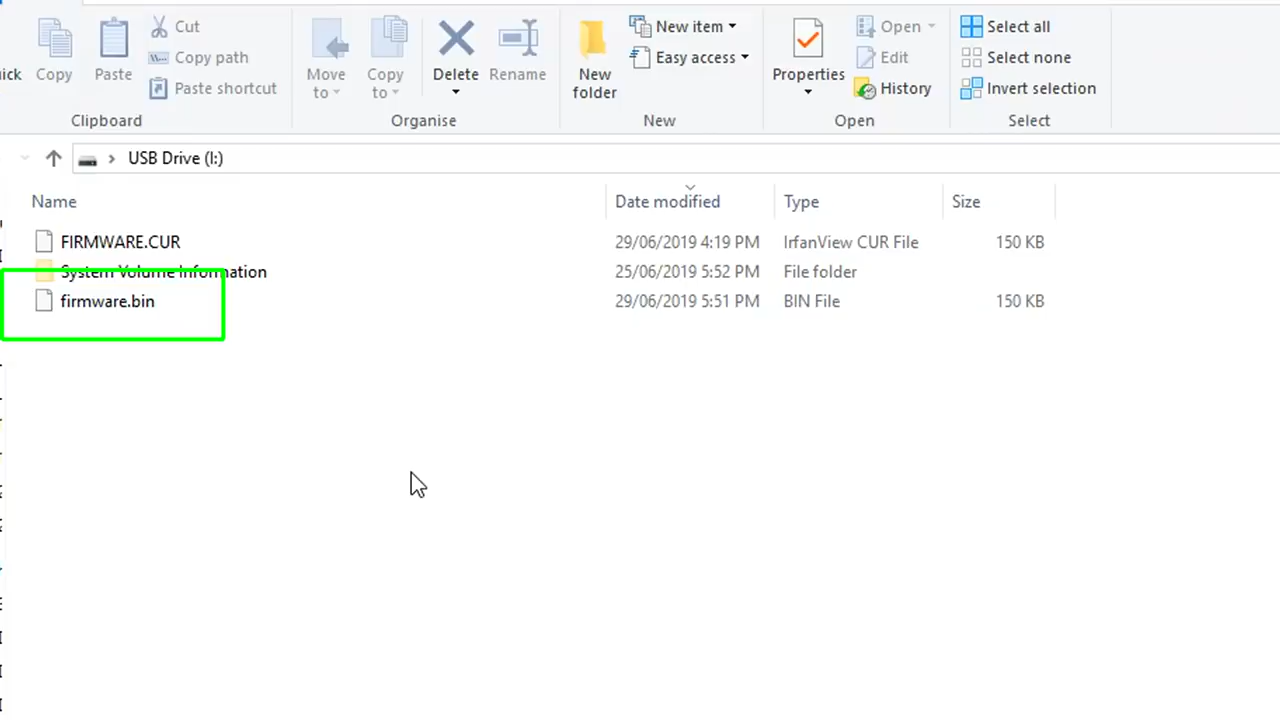 Cut
Copy path
Paste shortcut
ick
Copy
Paste
Clipboard
Move to
Copy to
Delete
Rename
Organise
New folder
New item
Easy access
New
Properties
Open
Edit
History
Open
Select all
Select none
Invert selection
Select
USB Drive (I:)
Name Date modified Type Size
FIRMWARE.CUR 29/06/2019 4:19 PM IrfanView CUR File 150 KB
System Volume Information 25/06/2019 5:52 PM File folder
firmware.bin 29/06/2019 5:51 PM BIN File 150 KB